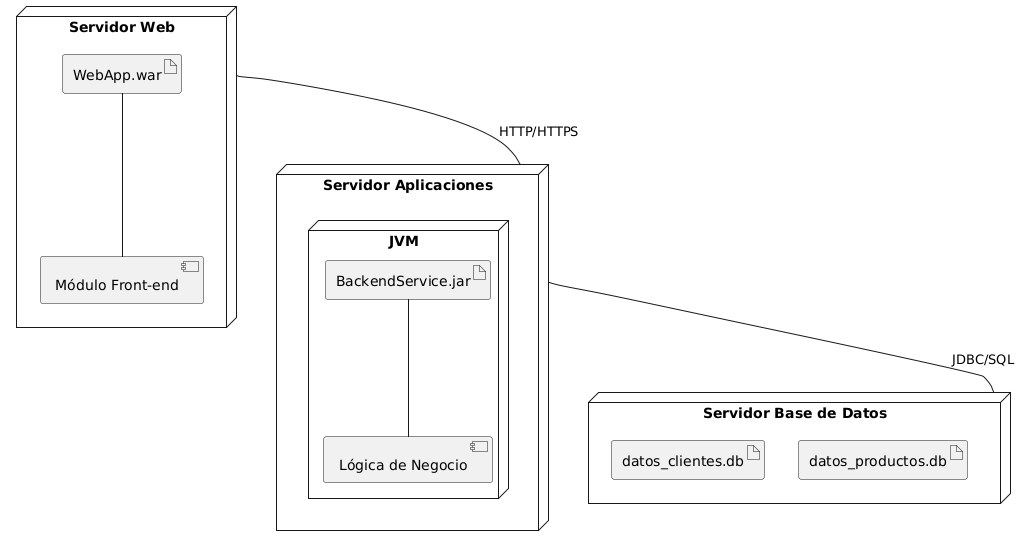 Servidor Web
WebApp.war
Módulo Front-end
HTTP/HTTPS
Servidor Aplicaciones
JVM
BackendService.jar
Lógica de Negocio
JDBC/SQL
Servidor Base de Datos
datos_clientes.db
datos_productos.db